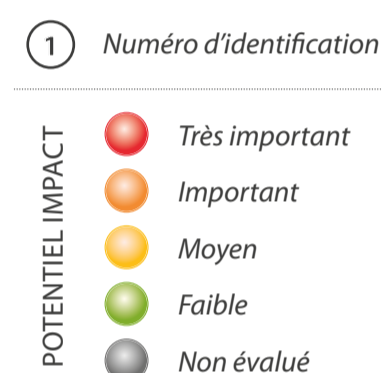 1 Numéro d’identification
POTENTIEL IMPACT
Très important
Important
Moyen
Faible
Non évalué